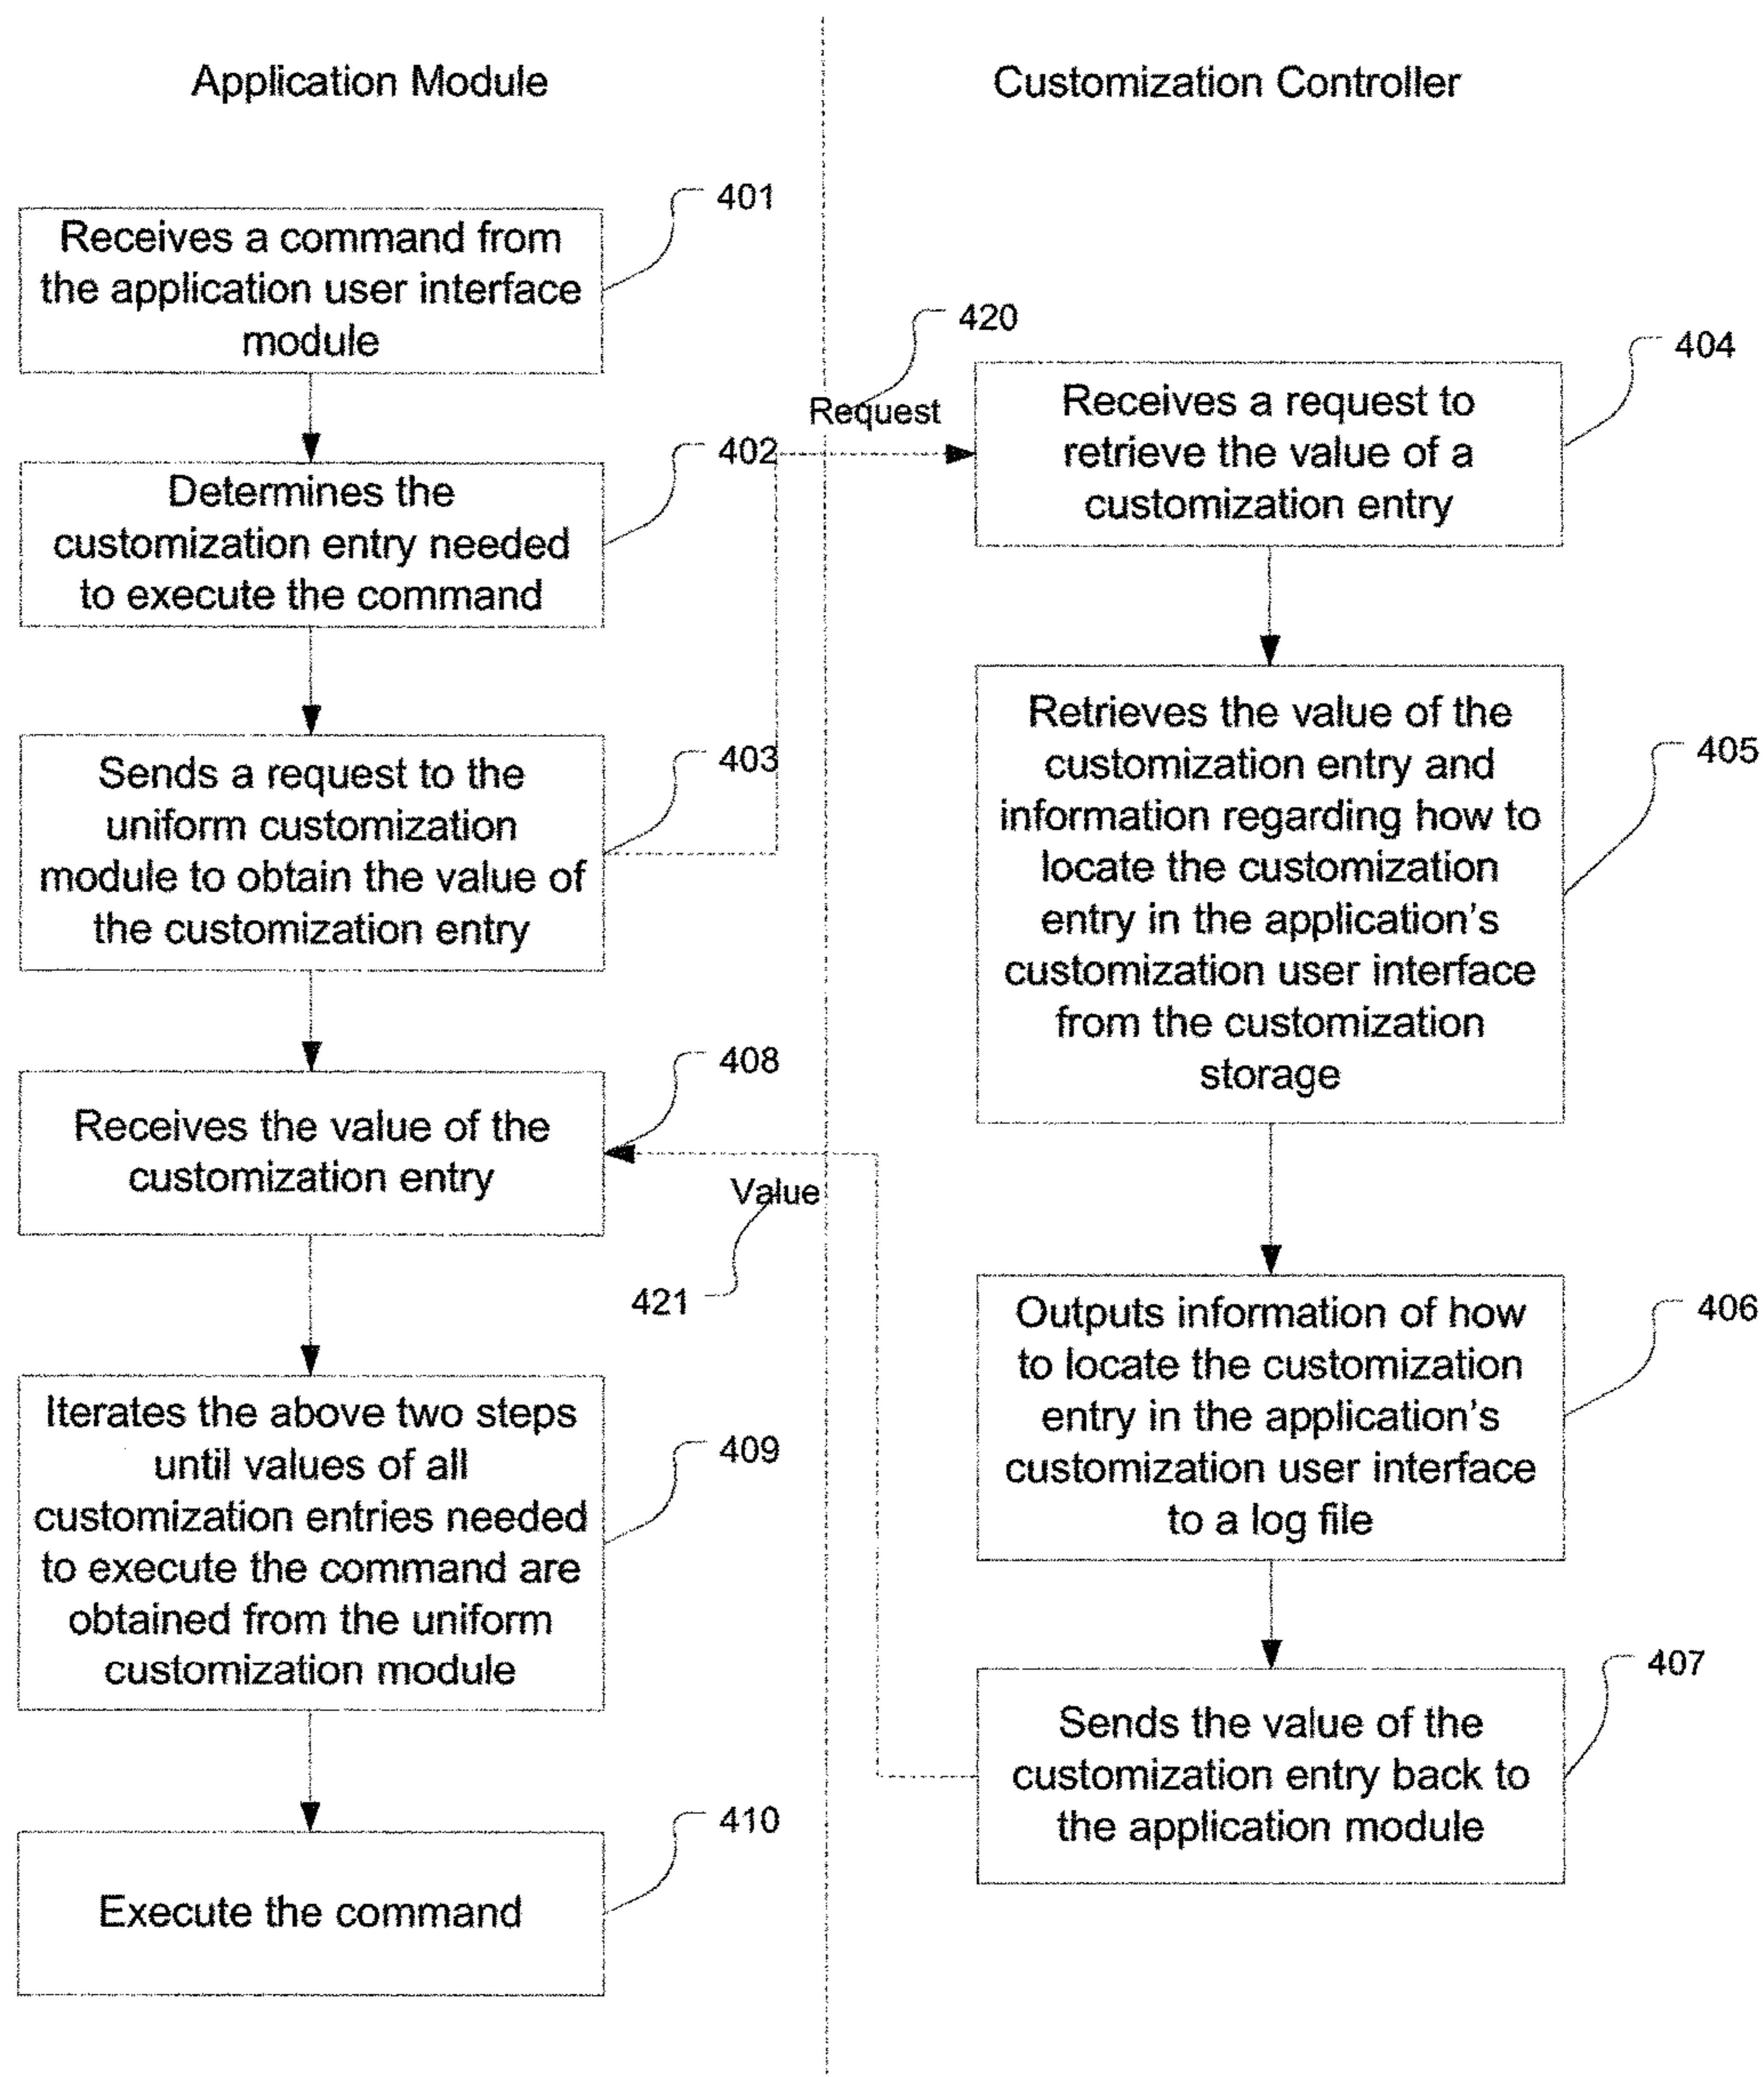 Application Module
Customization Controller
401
Receives a command from
the application user interface
module
402
Determines the
customization entry needed
to execute the command
403
Sends a request to the
uniform customization
module to obtain the value of
the customization entry
420
Request
404
Receives a request to
retrieve the value of a
customization entry
405
Retrieves the value of the
customization entry and
information regarding how to
locate the customization
entry in the application's
customization user interface
from the customization
storage
406
Outputs information of how
to locate the customization
entry in the application's
customization user interface
to a log file
407
Sends the value of the
customization entry back to
the application module
421
Value
408
Receives the value of the
customization entry
409
Iterates the above two steps
until values of all
customization entries needed
to execute the command are
obtained from the uniform
customization module
410
Execute the command